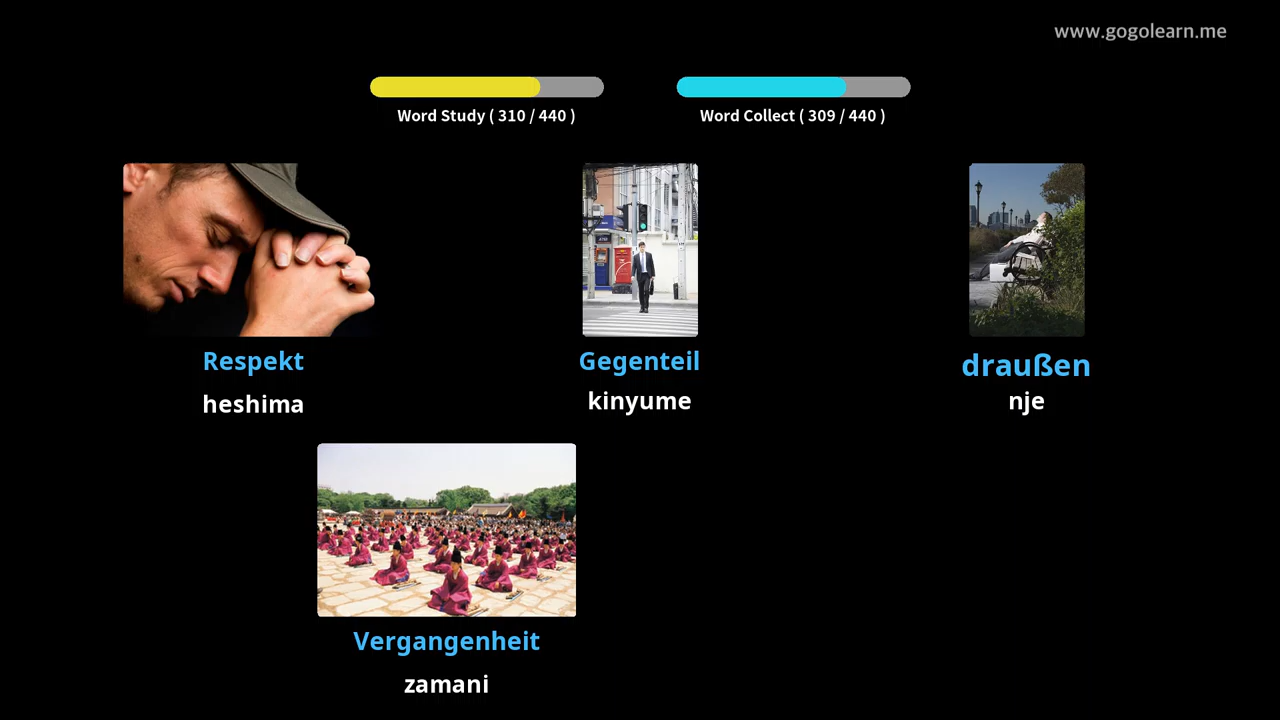 www.gogolearn.me
Word Study ( 310 / 440 )
Word Collect ( 309 / 440 )
Respekt
heshima
Gegenteil
kinyume
draußen
nje
Vergangenheit
zamani